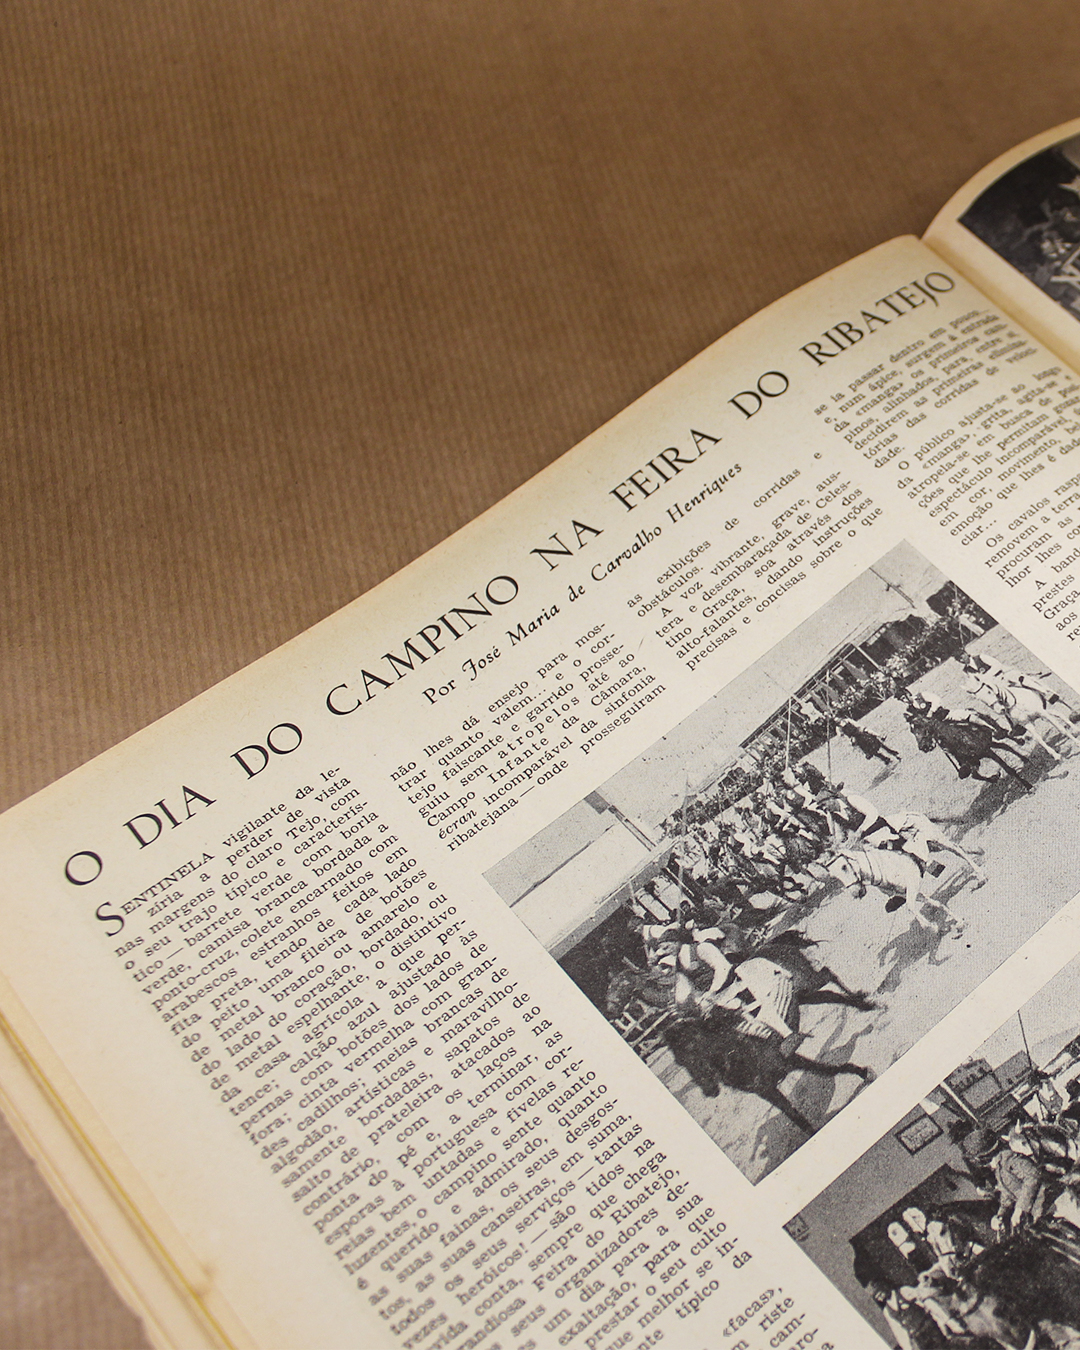 O DIA DO CAMPINO NA FEIRA DO RIBATEJO
Por José Maria de Carvalho Henriques
SENTINELA vigilante da le-
zíria a perder de vista
nas margens do claro Tejo, com
o seu trajo típico e caracterís-
tico — barrete verde com borla
verde, camisa branca bordada a
ponto-cruz, colete encarnado com
arabescos estranhos feitos em
fita preta, tendo de cada lado
do peito uma fileira de botões
de metal branco ou amarelo e
do lado do coração, bordado, ou
de metal espelhante, o distintivo
da casa agrícola a que per-
tence; calção azul ajustado às
pernas com botões dos lados de
fora; cinta vermelha com gran-
des cadilhos; meias brancas de
algodão, artísticas e maravilho-
samente bordadas, sapatos de
salto de prateleira atacados ao
contrário, com os laços na
ponta do pé e, a terminar, as
esporas à portuguesa com cor-
reias bem untadas e fivelas re-
luzentes, o campino sente quanto
é querido e admirado, quanto
as suas fainas, os seus desgos-
tos, as suas canseiras, em suma,
todos os seus serviços — tantas
vezes heróicos! — são tidos na
devida conta, sempre que chega
grandiosa Feira do Ribatejo,
os seus organizadores de-
um dia para a sua
exaltação, para que
prestar o seu culto
que melhor se in-
típico da
não lhes dá ensejo para mos-
trar quanto valem... e o cor-
tejo faiscante e garrido prosse-
guiu sem atropelos até ao
Campo Infante da Câmara,
écran incomparável da sinfonia
ribatejana — onde prosseguiram
«facas»,
riste
cam-
as exibições de corridas e
obstáculos.
A voz vibrante, grave, aus-
tera e desembaraçada de Celes-
tino Graça, soa através dos
alto-falantes, dando instruções
precisas e concisas sobre o que
se ia passar dentro em pouco...
e, num ápice, surgem à entrada
da «manga» os primeiros cam-
pinos, alinhados, para, entre si,
decidirem as primeiras elimina-
tórias das corridas de veloci-
dade.
O público ajusta-se ao longo
da «manga», grita, agita-se e
atropela-se em busca de posi-
ções que lhe permitam gozar
espectáculo incomparável,
em cor, movimento,
emoção que lhes é dado
ciar...
Os cavalos
removem a terra
procuram as
lhor lhes
A
prestes
Graça
aos